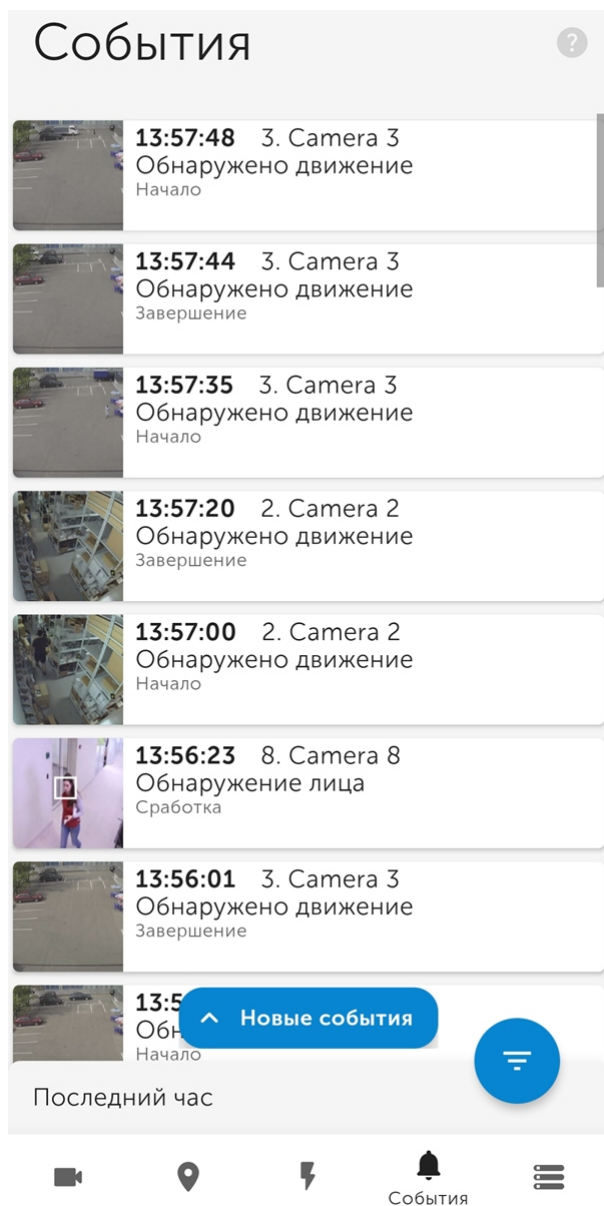 События
?
13:57:48 3. Camera 3
Обнаружено движение
Начало
13:57:44 3. Camera 3
Обнаружено движение
Завершение
13:57:35 3. Camera 3
Обнаружено движение
Начало
13:57:20 2. Camera 2
Обнаружено движение
Завершение
13:57:00 2. Camera 2
Обнаружено движение
Начало
13:56:23 8. Camera 8
Обнаружение лица
Сработка
13:56:01 3. Camera 3
Обнаружено движение
Завершение
Новые события
Начало
Последний час
События